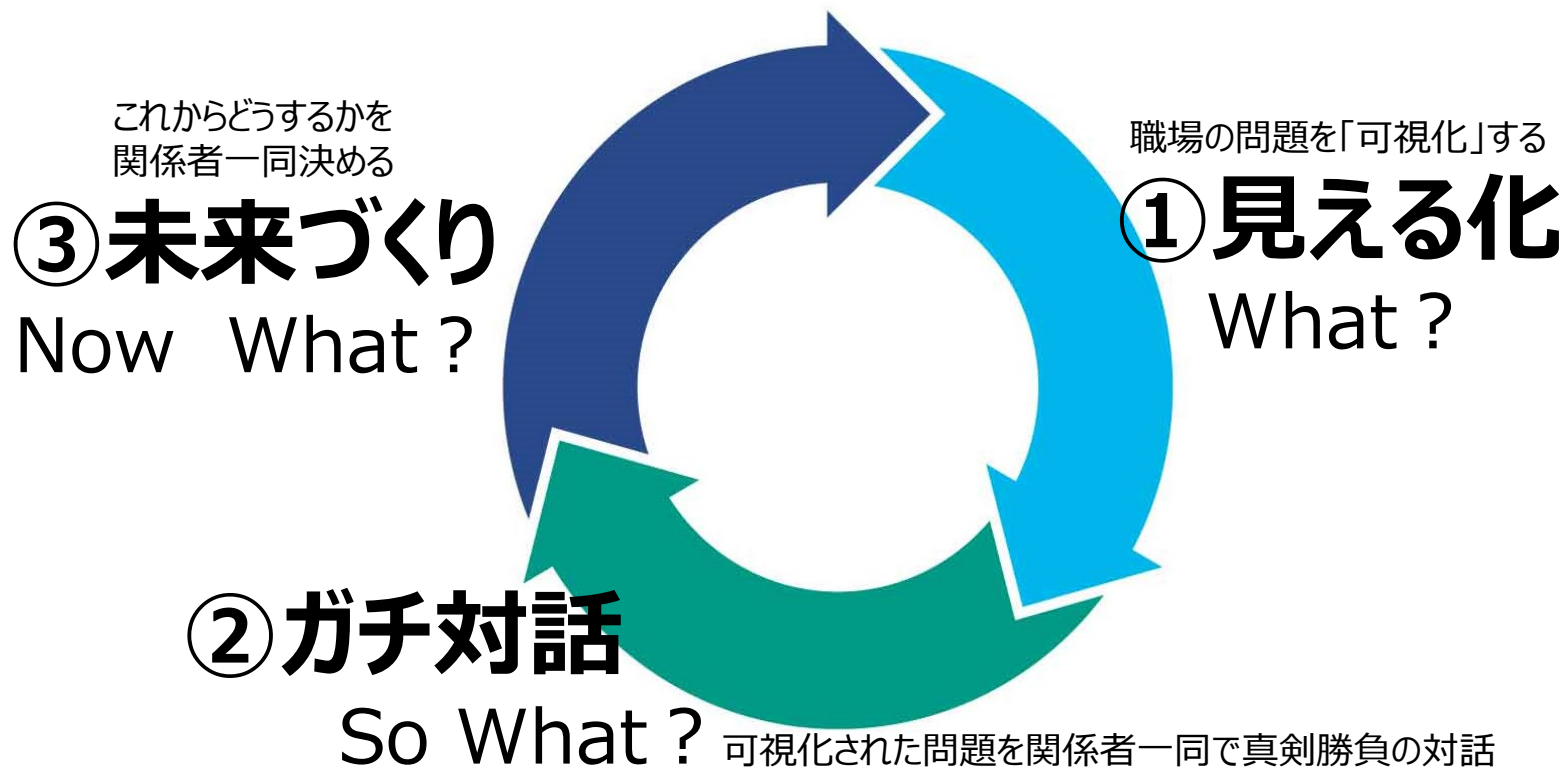 職場の問題を「可視化」する
①見える化
What？
②ガチ対話
So What？
可視化された問題を関係者一同で真剣勝負の対話
これからどうするかを
関係者一同決める
③未来づくり
Now What？